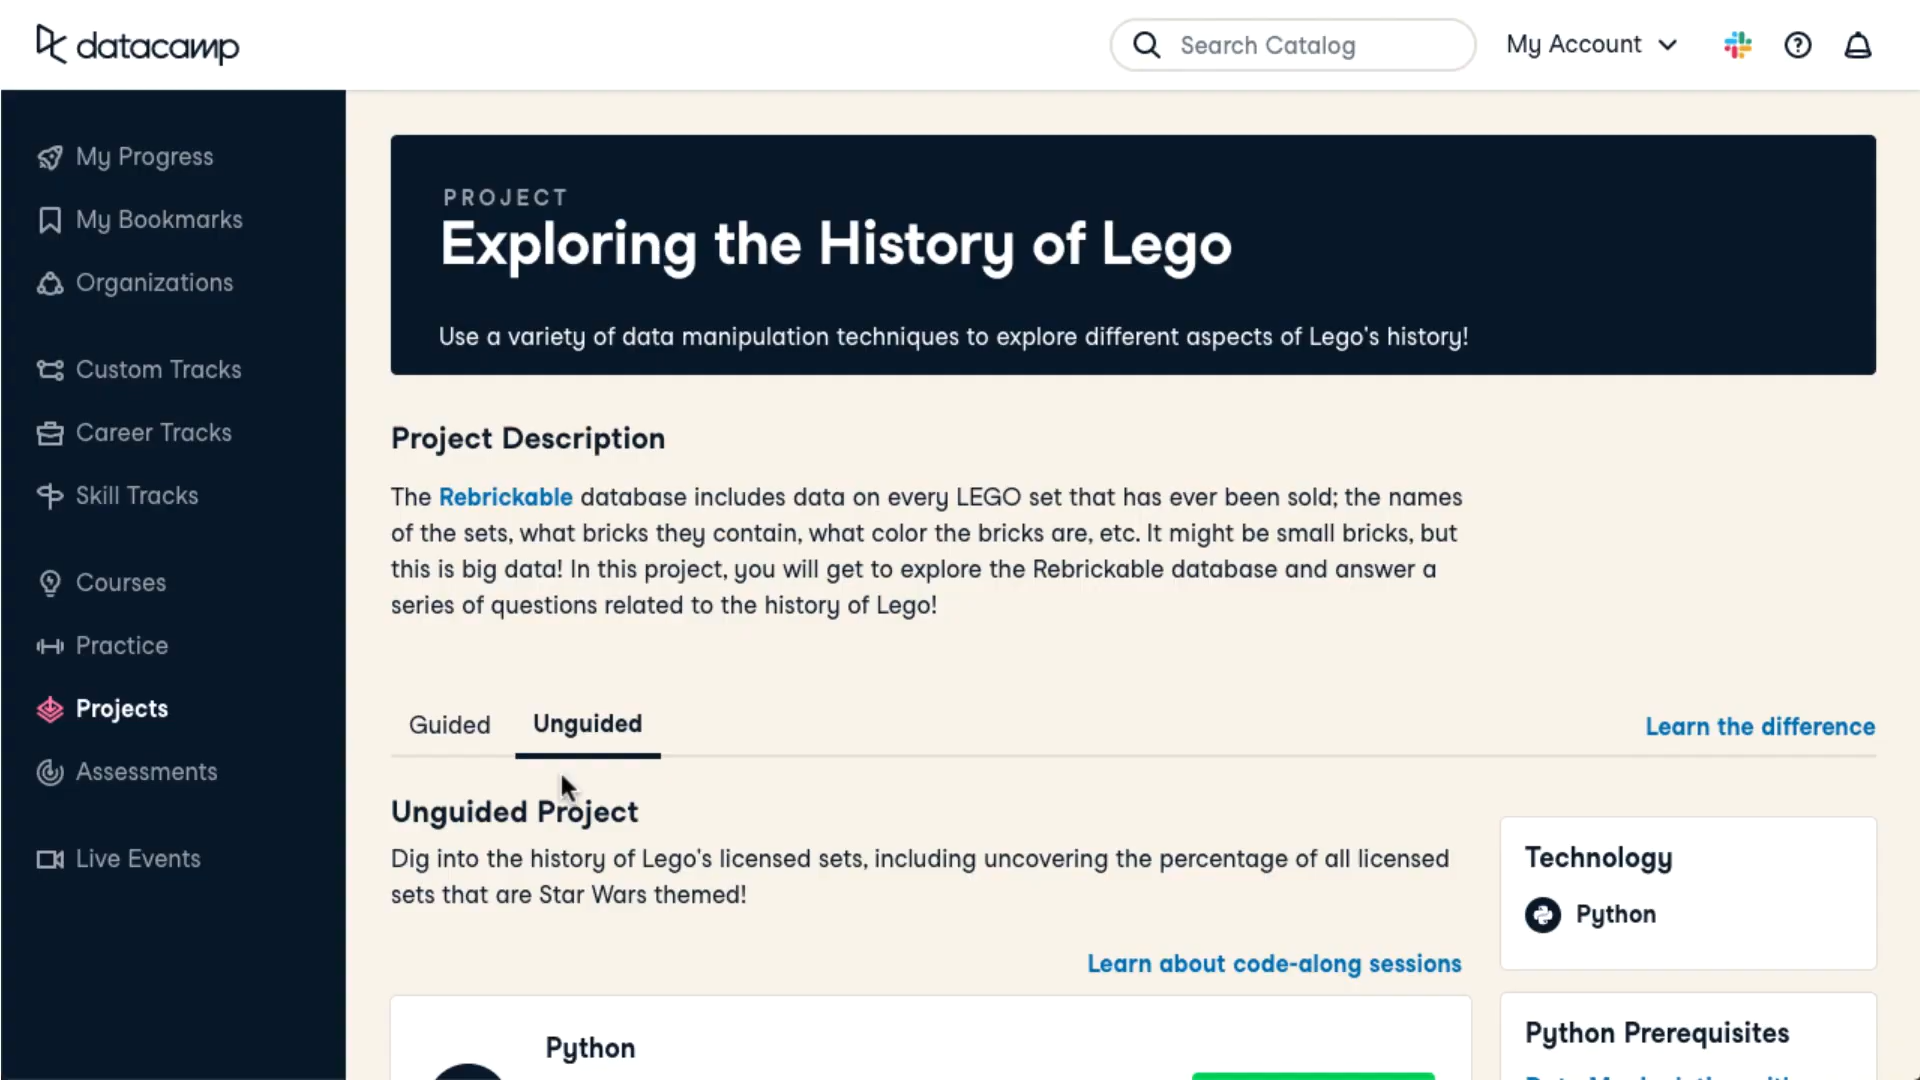 datacamp
Search Catalog
My Account
My Progress
My Bookmarks
Organizations
Custom Tracks
Career Tracks
Skill Tracks
Courses
Practice
Projects
Assessments
Live Events
PROJECT
Exploring the History of Lego
Use a variety of data manipulation techniques to explore different aspects of Lego's history!
Project Description
The Rebrickable database includes data on every LEGO set that has ever been sold; the names
of the sets, what bricks they contain, what color the bricks are, etc. It might be small bricks, but
this is big data! In this project, you will get to explore the Rebrickable database and answer a
series of questions related to the history of Lego!
Guided
Unguided
Learn the difference
Unguided Project
Dig into the history of Lego's licensed sets, including uncovering the percentage of all licensed
sets that are Star Wars themed!
Learn about code-along sessions
Python
Technology
Python
Python Prerequisites